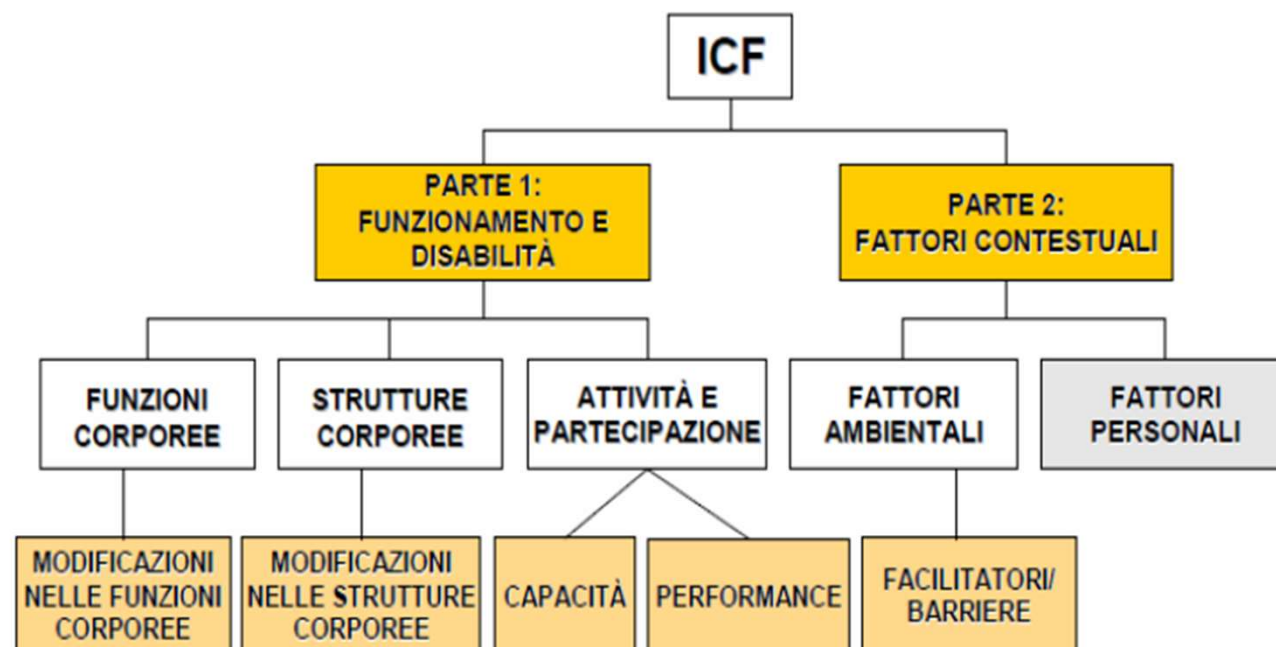 ICF
PARTE 1:
FUNZIONAMENTO E
DISABILITÀ
PARTE 2:
FATTORI CONTESTUALI
FUNZIONI
CORPOREE
STRUTTURE
CORPOREE
ATTIVITÀ E
PARTECIPAZIONE
FATTORI
AMBIENTALI
FATTORI
PERSONALI
MODIFICAZIONI
NELLE FUNZIONI
CORPOREE
MODIFICAZIONI
NELLE STRUTTURE
CORPOREE
CAPACITÀ
PERFORMANCE
FACILITATORI/
BARRIERE